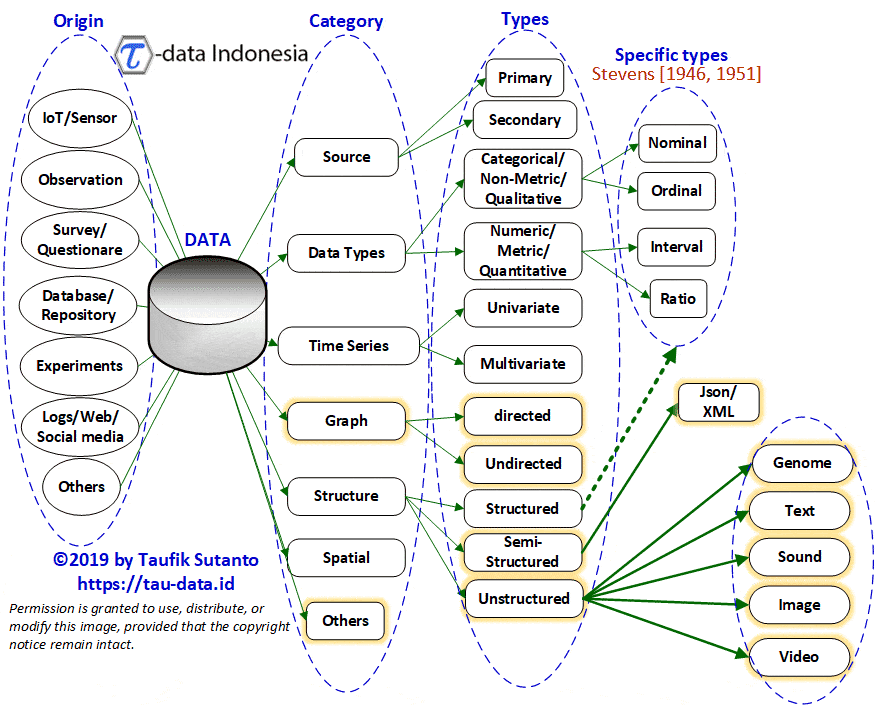 Origin
Category
Types
τ-data Indonesia
Specific types
Stevens [1946, 1951]
IoT/Sensor
Observation
Survey/
Questionare
Database/
Repository
Experiments
Logs/Web/
Social media
Others
DATA
Source
Data Types
Time Series
Graph
Structure
Spatial
Others
Primary
Secondary
Categorical/
Non-Metric/
Qualitative
Numeric/
Metric/
Quantitative
Univariate
Multivariate
directed
Undirected
Structured
Semi-
Structured
Unstructured
Nominal
Ordinal
Interval
Ratio
Json/
XML
Genome
Text
Sound
Image
Video
©2019 by Taufik Sutanto
https://tau-data.id
Permission is granted to use, distribute, or
modify this image, provided that the copyright
notice remain intact.